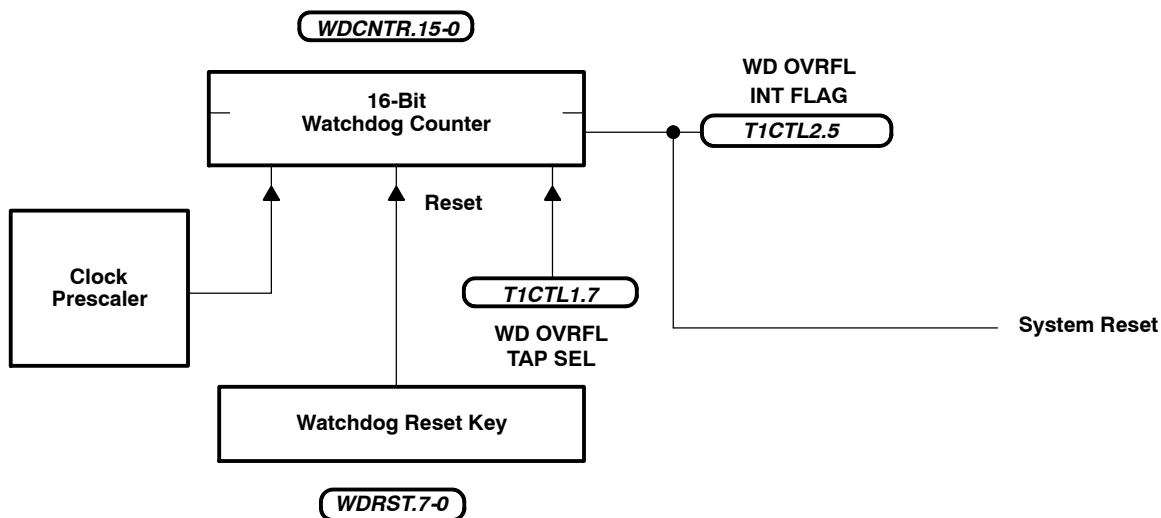 WDCNTR.15-0
16-Bit
Watchdog Counter
WD OVRFL
INT FLAG
T1CTL2.5
Reset
Clock
Prescaler
T1CTL1.7
WD OVRFL
TAP SEL
System Reset
Watchdog Reset Key
WDRST.7-0